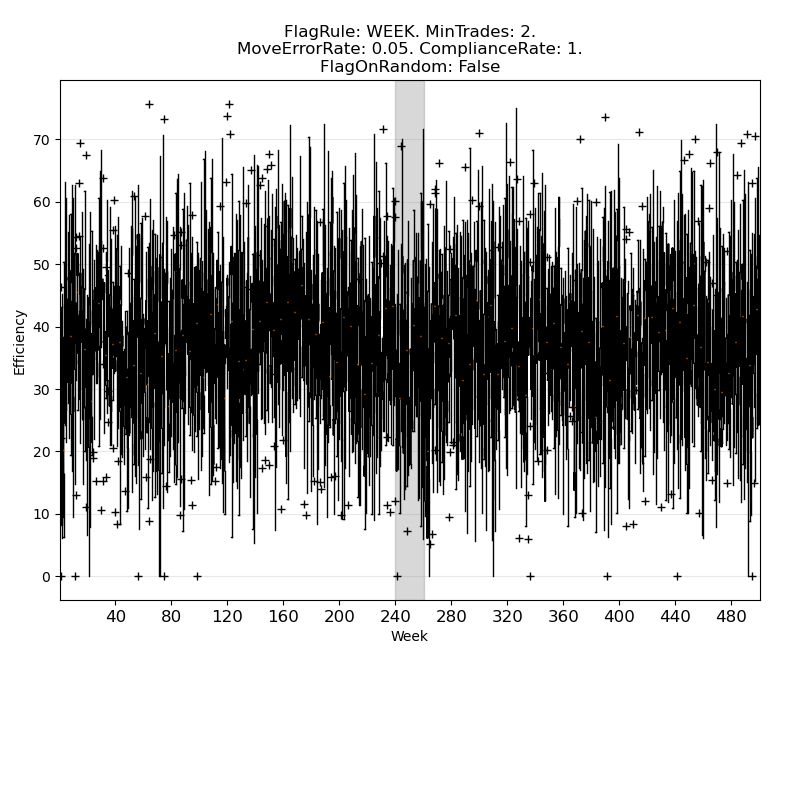 FlagRule: WEEK. MinTrades: 2.
MoveErrorRate: 0.05. ComplianceRate: 1.
FlagOnRandom: False
70
60
50
40
30
20
10
0
Efficiency
40 80 120 160 200 240 280 320 360 400 440 480
Week